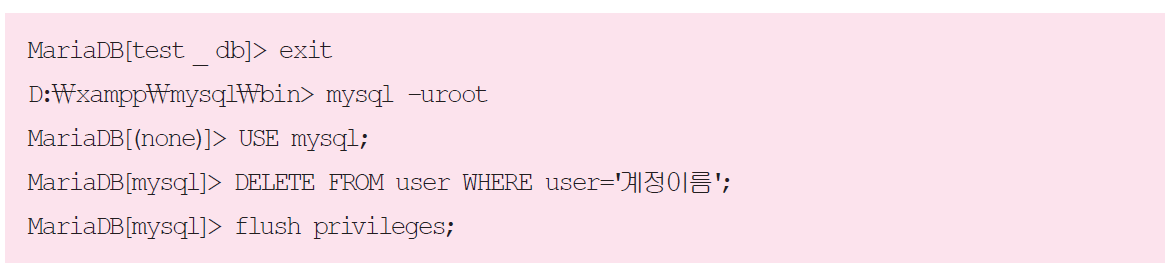 MariaDB[test _ db]> exit
D:₩xampp₩mysql₩bin> mysql -uroot
MariaDB[(none)]> USE mysql;
MariaDB[mysql]> DELETE FROM user WHERE user='계정이름';
MariaDB[mysql]> flush privileges;